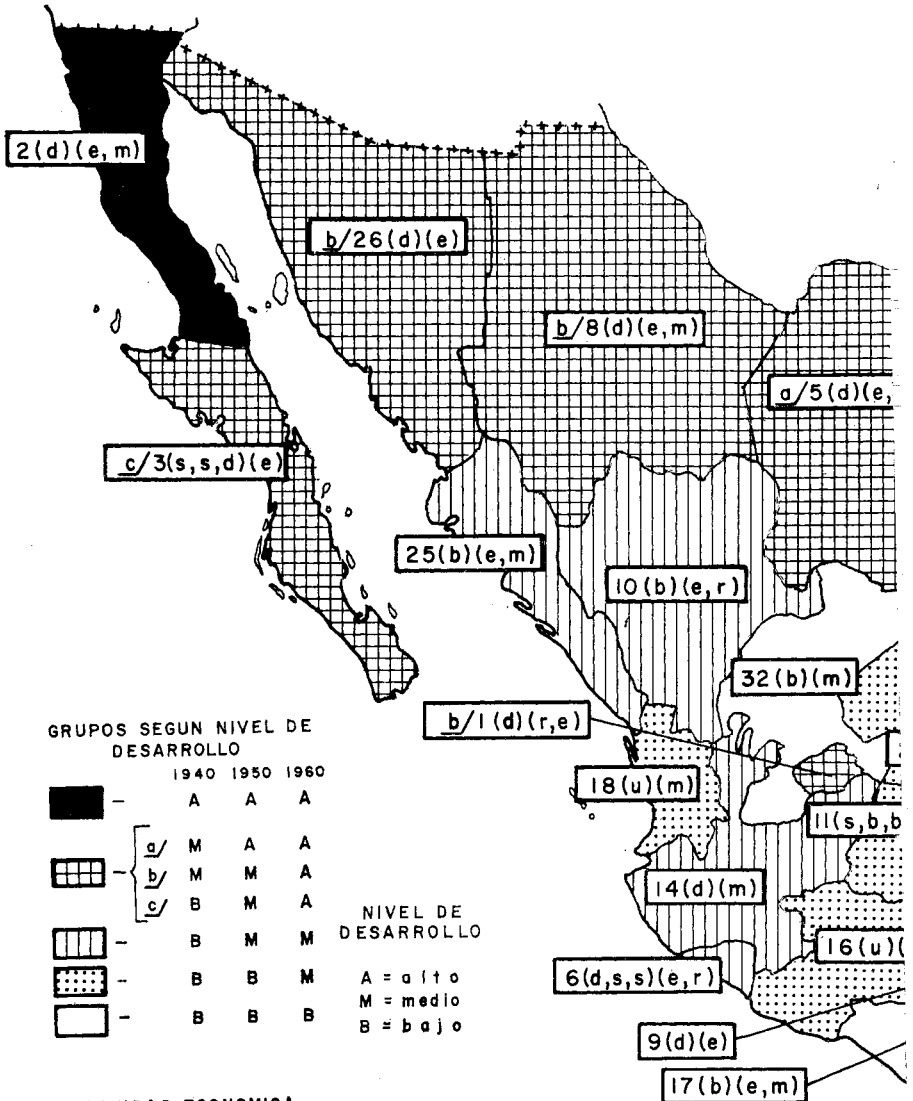 2(d)(e,m)
b/26(d)(e)
b/8(d)(e,m)
a/5(d)(e,
c/3(s,s,d)(e)
25(b)(e,m)
10(b)(e,r)
32(b)(m)
b/1(d)(r,e)
18(u)(m)
11(s,b,b
14(d)(m)
16(u)(
6(d,s,s)(e,r)
9(d)(e)
17(b)(e,m)
GRUPOS SEGUN NIVEL DE
DESARROLLO
1940 1950 1960
– A A A
– a/ M A A
b/ M M A
c/ B M A
– B M M
– B B M
– B B B
NIVEL DE
DESARROLLO
A = alto
M = medio
B = bajo
ECONOMICA